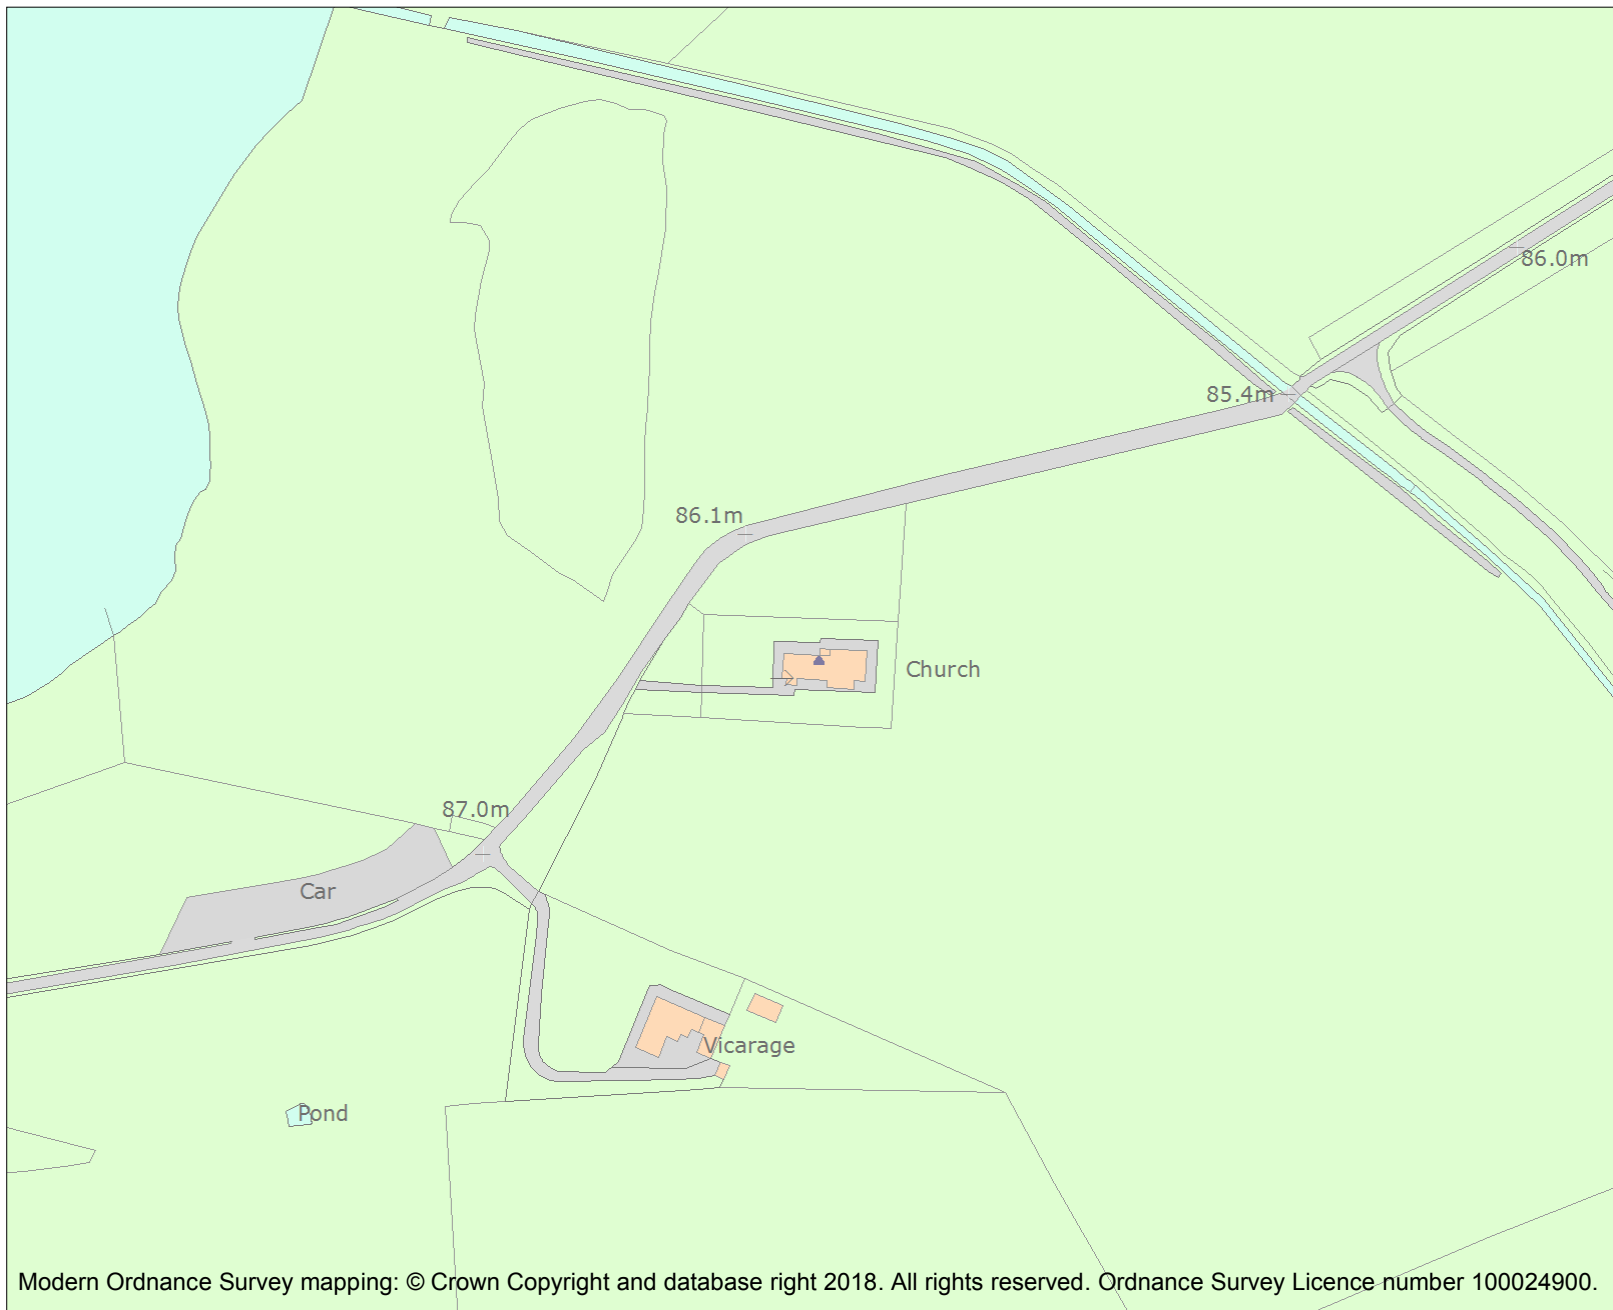 86.0m
85.4m
86.1m
Church
87.0m
Car
Vicarage
Pond
Modern Ordnance Survey mapping: © Crown Copyright and database right 2018. All rights reserved. Ordnance Survey Licence number 100024900.